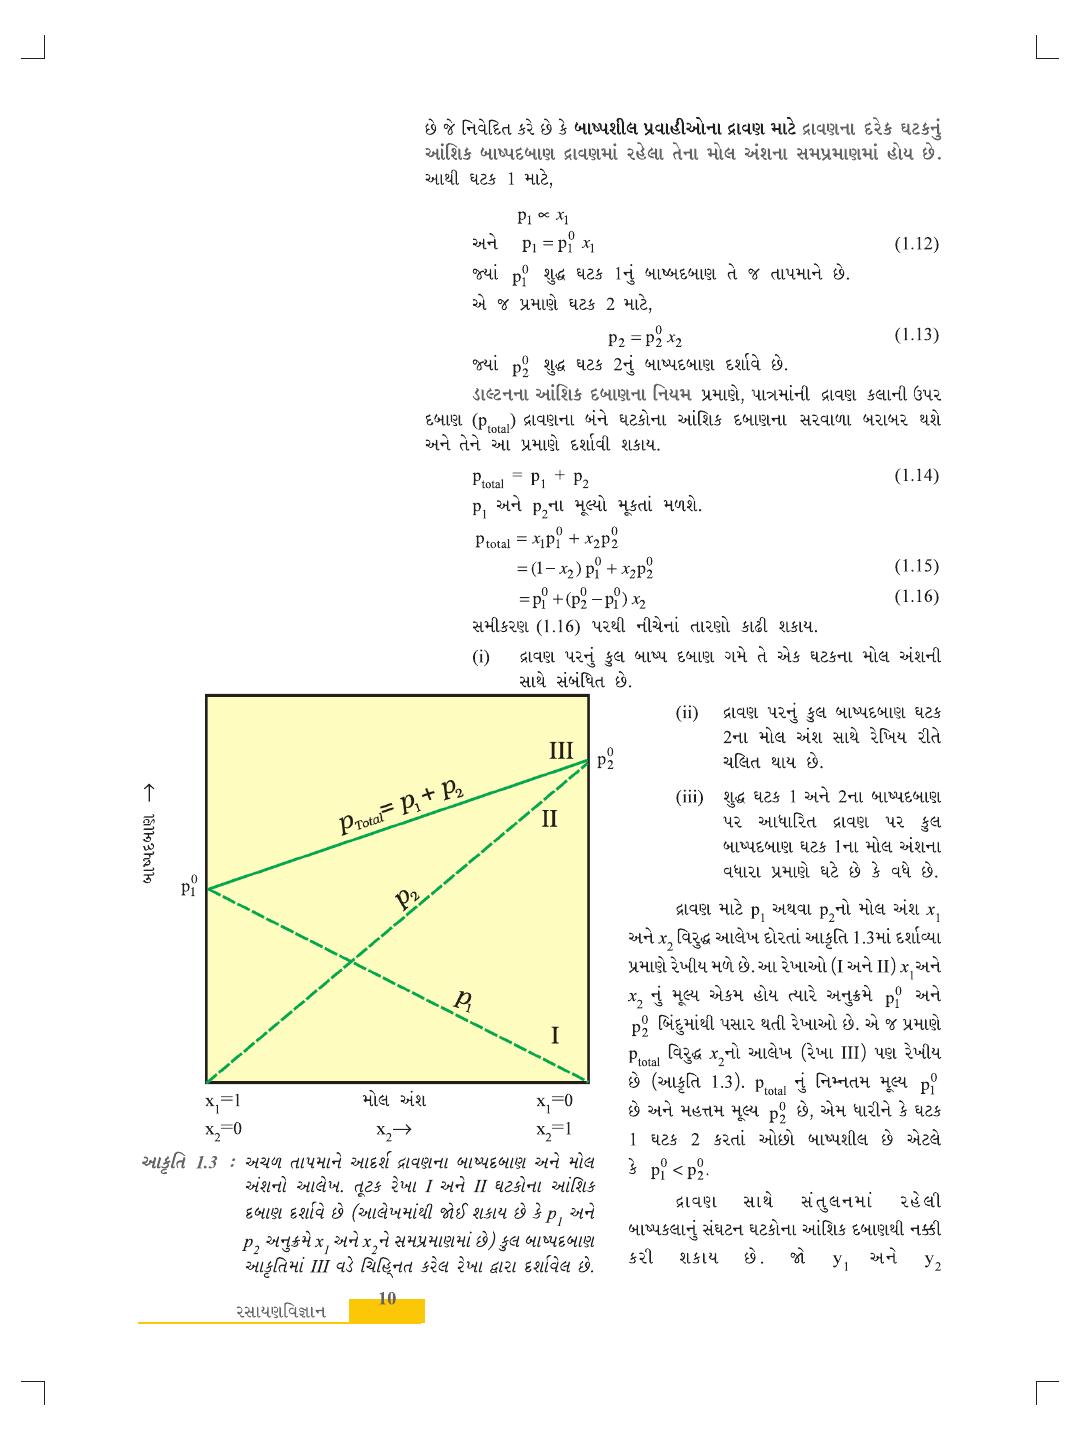 છે જે નિવેદિત કરે છે કે બાષ્પશીલ પ્રવાહીઓના દ્રાવણ માટે દ્રાવણના દરેક ઘટકનું
આંશિક બાષ્પદબાણ દ્રાવણમાં રહેલા તેના મોલ અંશના સમપ્રમાણમાં હોય છે.
આથી ઘટક 1 માટે,
p₁ ∝ x₁
અને p₁ = p₁⁰ x₁ (1.12)
જ્યાં p₁⁰ શુદ્ધ ઘટક 1નું બાષ્બદબાણ તે જ તાપમાને છે.
એ જ પ્રમાણે ઘટક 2 માટે,
p₂ = p₂⁰ x₂ (1.13)
જ્યાં p₂⁰ શુદ્ધ ઘટક 2નું બાષ્પદબાણ દર્શાવે છે.
ડાલ્ટનના આંશિક દબાણના નિયમ પ્રમાણે, પાત્રમાંની દ્રાવણ કલાની ઉપર
દબાણ (p_total) દ્રાવણના બંને ઘટકોના આંશિક દબાણના સરવાળા બરાબર થશે
અને તેને આ પ્રમાણે દર્શાવી શકાય.
p_total = p₁ + p₂ (1.14)
p₁ અને p₂ના મૂલ્યો મૂકતાં મળશે.
p_total = x₁p₁⁰ + x₂p₂⁰
= (1 – x₂) p₁⁰ + x₂p₂⁰ (1.15)
= p₁⁰ + (p₂⁰ – p₁⁰) x₂ (1.16)
સમીકરણ (1.16) પરથી નીચેનાં તારણો કાઢી શકાય.
(i) દ્રાવણ પરનું કુલ બાષ્પ દબાણ ગમે તે એક ઘટકના મોલ અંશની
સાથે સંબંધિત છે.
(ii) દ્રાવણ પરનું કુલ બાષ્પદબાણ ઘટક
2ના મોલ અંશ સાથે રેખિય રીતે
ચલિત થાય છે.
(iii) શુદ્ધ ઘટક 1 અને 2ના બાષ્પદબાણ
પર આધારિત દ્રાવણ પર કુલ
બાષ્પદબાણ ઘટક 1ના મોલ અંશના
વધારા પ્રમાણે ઘટે છે કે વધે છે.
દ્રાવણ માટે p₁ અથવા p₂નો મોલ અંશ x₁
અને x₂ વિરુદ્ધ આલેખ દોરતાં આકૃતિ 1.3માં દર્શાવ્યા
પ્રમાણે રેખીય મળે છે. આ રેખાઓ (I અને II) x₁અને
x₂ નું મૂલ્ય એકમ હોય ત્યારે અનુક્રમે p₁⁰ અને
p₂⁰ બિંદુમાંથી પસાર થતી રેખાઓ છે. એ જ પ્રમાણે
p_total વિરુદ્ધ x₂નો આલેખ (રેખા III) પણ રેખીય
છે (આકૃતિ 1.3). p_total નું નિમ્નતમ મૂલ્ય p₁⁰
છે અને મહત્તમ મૂલ્ય p₂⁰ છે, એમ ધારીને કે ઘટક
1 ઘટક 2 કરતાં ઓછો બાષ્પશીલ છે એટલે
કે p₁⁰ < p₂⁰.
દ્રાવણ સાથે સંતુલનમાં રહેલી
બાષ્પકલાનું સંઘટન ઘટકોના આંશિક દબાણથી નક્કી
કરી શકાય છે. જો y₁ અને y₂
બાષ્પદબાણ →
III
p₂⁰
p_Total = p₁ + p₂
II
p₁⁰
p₂
p₁
I
x₁=1 મોલ અંશ x₁=0
x₂=0 x₂→ x₂=1
આકૃતિ 1.3 : અચળ તાપમાને આદર્શ દ્રાવણના બાષ્પદબાણ અને મોલ
અંશનો આલેખ. તૂટક રેખા I અને II ઘટકોના આંશિક
દબાણ દર્શાવે છે (આલેખમાંથી જોઈ શકાય છે કે p₁ અને
p₂ અનુક્રમે x₁ અને x₂ને સમપ્રમાણમાં છે) કુલ બાષ્પદબાણ
આકૃતિમાં III વડે ચિહ્નિત કરેલ રેખા દ્વારા દર્શાવેલ છે.
રસાયણવિજ્ઞાન 10